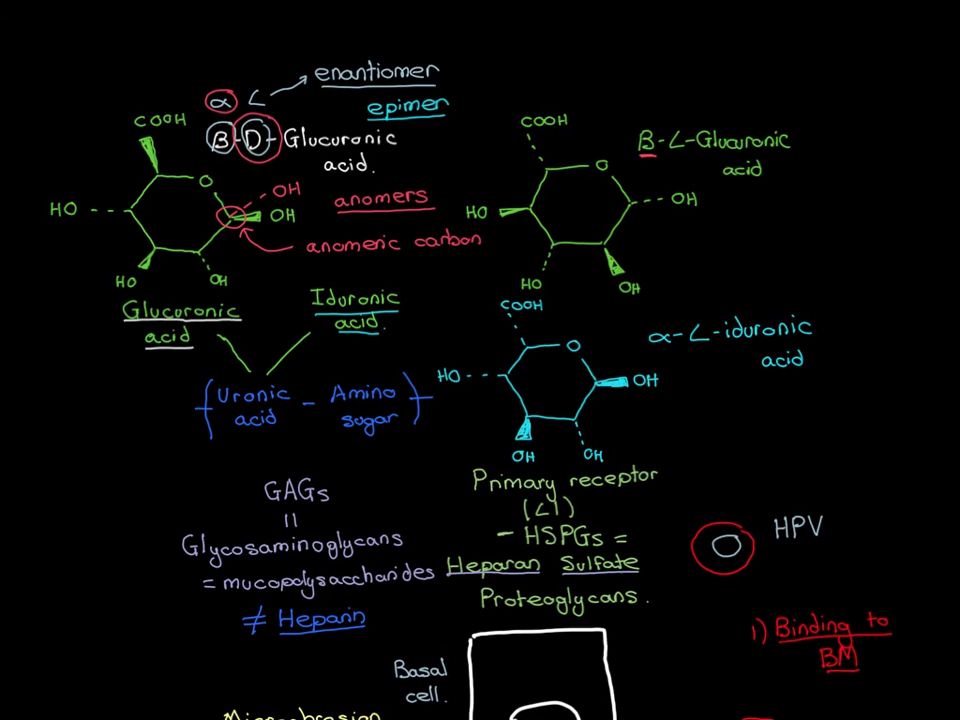 enantiomer
α L
epimer
COOH
β-D-Glucuronic
acid.
O
OH
HO
OH
anomers
anomeric carbon
HO
OH
COOH
O
β-L-Glucuronic
acid
OH
HO
HO
OH
Glucuronic
acid
Iduronic
acid.
COOH
O
α-L-iduronic
acid
HO
OH
OH
OH
Uronic - Amino
acid sugar
GAGs
=
Glycosaminoglycans
= mucopolysaccharides
≠ Heparin
Primary receptor
(L1)
- HSPGs =
Heparan Sulfate
Proteoglycans.
HPV
1) Binding to
BM
Basal
cell.
Microabrasion